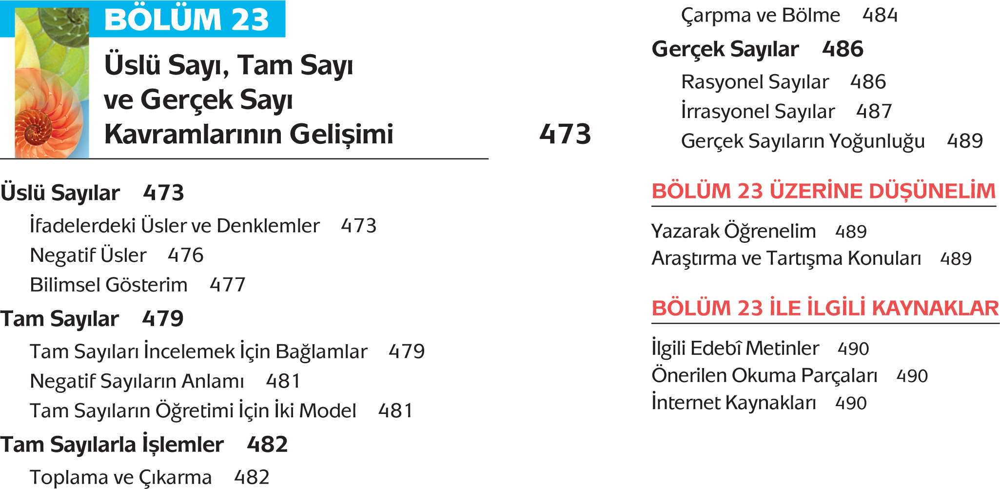 BÖLÜM 23
Üslü Sayı, Tam Sayı
ve Gerçek Sayı
Kavramlarının Gelişimi 473
Üslü Sayılar 473
İfadelerdeki Üsler ve Denklemler 473
Negatif Üsler 476
Bilimsel Gösterim 477
Tam Sayılar 479
Tam Sayıları İncelemek İçin Bağlamlar 479
Negatif Sayıların Anlamı 481
Tam Sayıların Öğretimi İçin İki Model 481
Tam Sayılarla İşlemler 482
Toplama ve Çıkarma 482
Çarpma ve Bölme 484
Gerçek Sayılar 486
Rasyonel Sayılar 486
İrrasyonel Sayılar 487
Gerçek Sayıların Yoğunluğu 489
BÖLÜM 23 ÜZERİNE DÜŞÜNELİM
Yazarak Öğrenelim 489
Araştırma ve Tartışma Konuları 489
BÖLÜM 23 İLE İLGİLİ KAYNAKLAR
İlgili Edebî Metinler 490
Önerilen Okuma Parçaları 490
İnternet Kaynakları 490